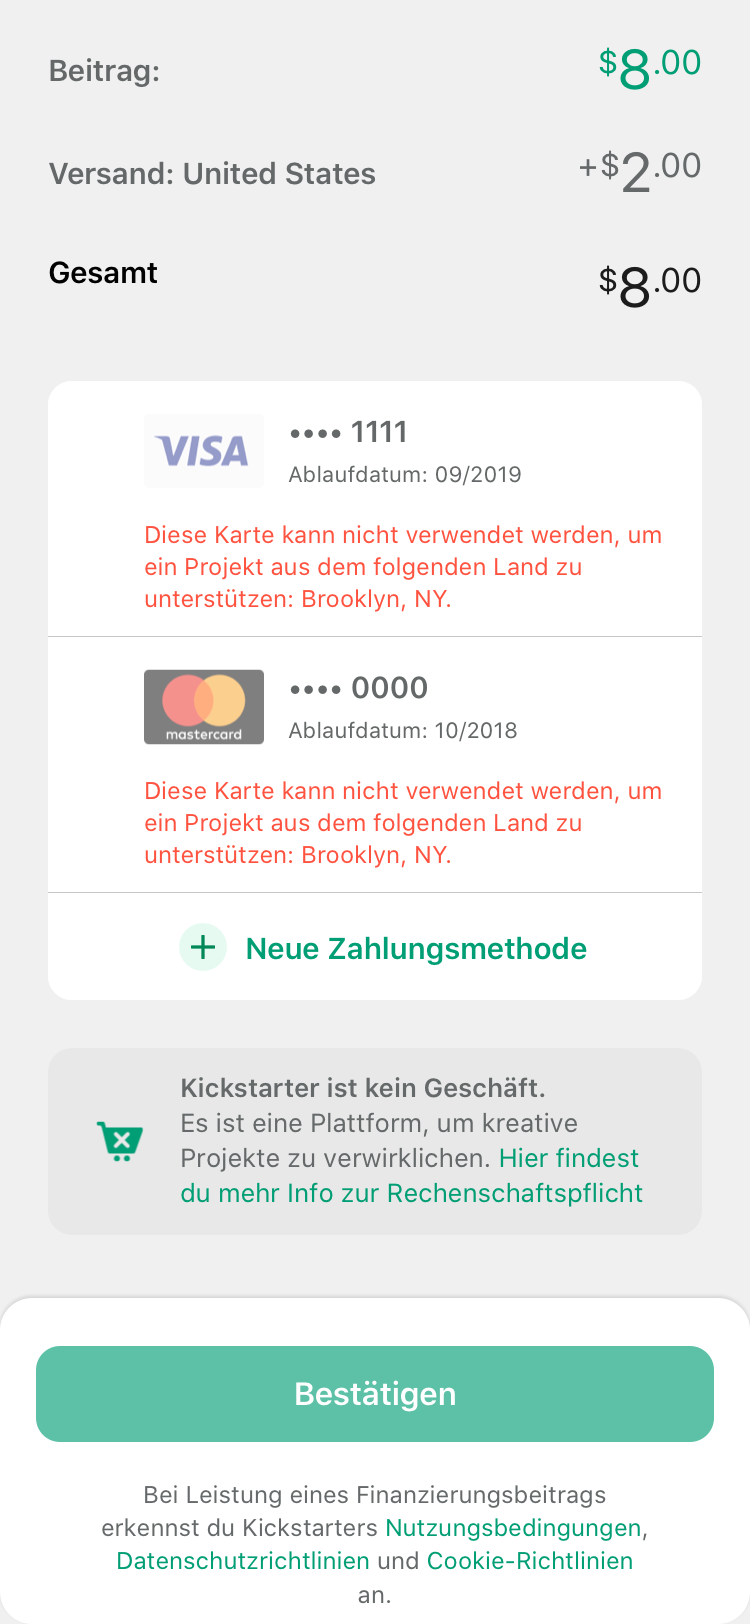 Beitrag: $8.00
Versand: United States +$2.00
Gesamt $8.00
VISA •••• 1111
Ablaufdatum: 09/2019
Diese Karte kann nicht verwendet werden, um
ein Projekt aus dem folgenden Land zu
unterstützen: Brooklyn, NY.
•••• 0000
mastercard Ablaufdatum: 10/2018
Diese Karte kann nicht verwendet werden, um
ein Projekt aus dem folgenden Land zu
unterstützen: Brooklyn, NY.
+ Neue Zahlungsmethode
Kickstarter ist kein Geschäft.
Es ist eine Plattform, um kreative
Projekte zu verwirklichen. Hier findest
du mehr Info zur Rechenschaftspflicht
Bestätigen
Bei Leistung eines Finanzierungsbeitrags
erkennst du Kickstarters Nutzungsbedingungen,
Datenschutzrichtlinien und Cookie-Richtlinien
an.